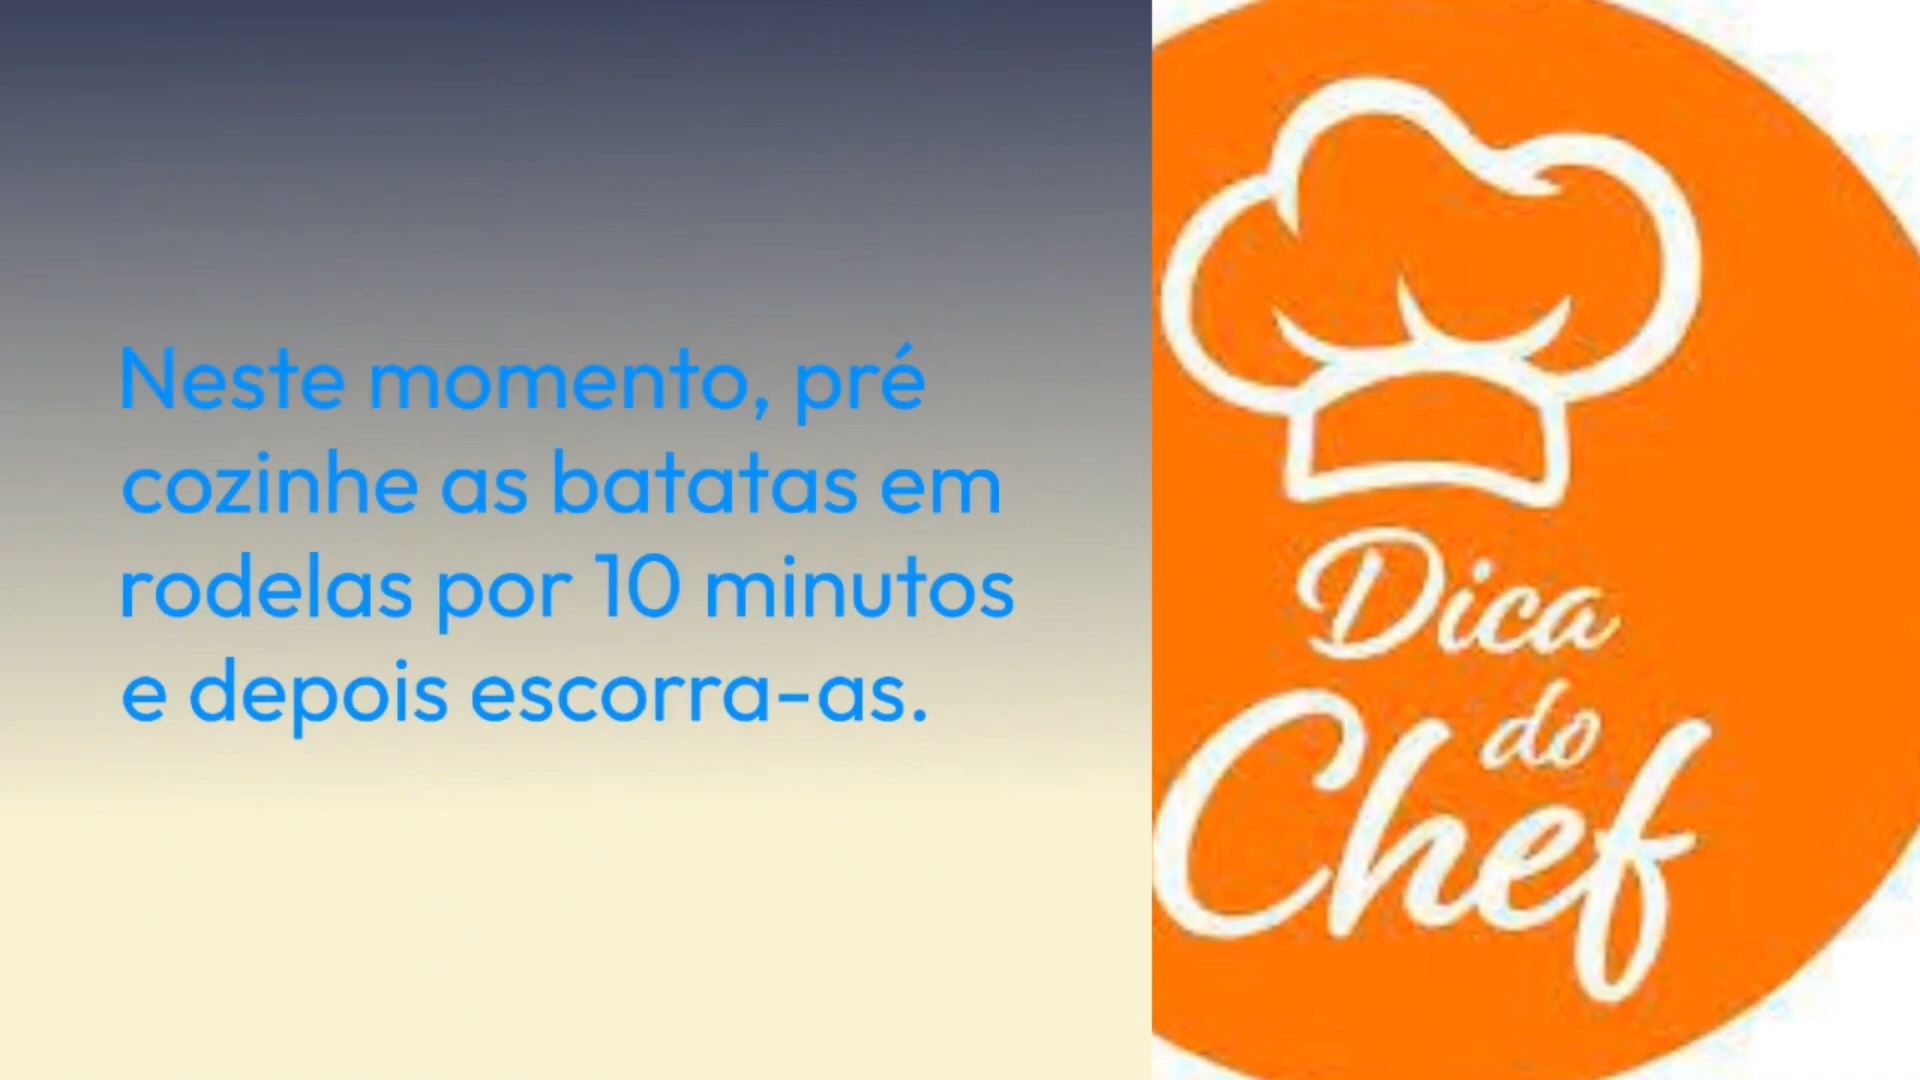 Neste momento, pré
cozinhe as batatas em
rodelas por 10 minutos
e depois escorra-as.
Dica
do
Chef